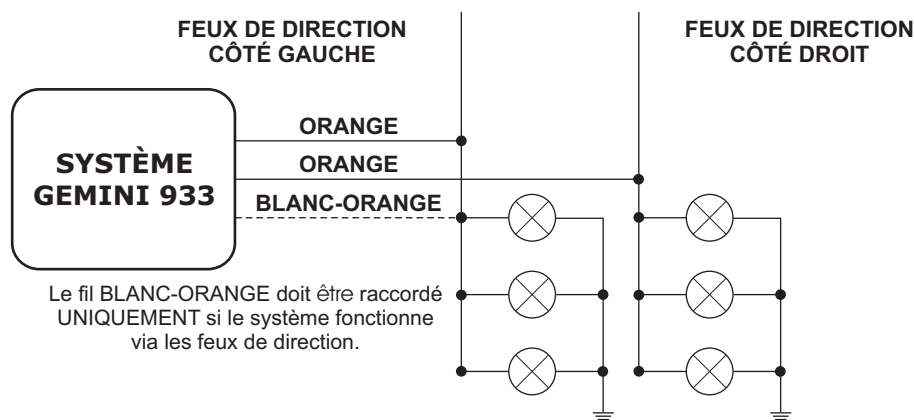 FEUX DE DIRECTION
CÔTÉ GAUCHE
FEUX DE DIRECTION
CÔTÉ DROIT
SYSTÈME
GEMINI 933
ORANGE
ORANGE
BLANC-ORANGE
Le fil BLANC-ORANGE doit être raccordé
UNIQUEMENT si le système fonctionne
via les feux de direction.